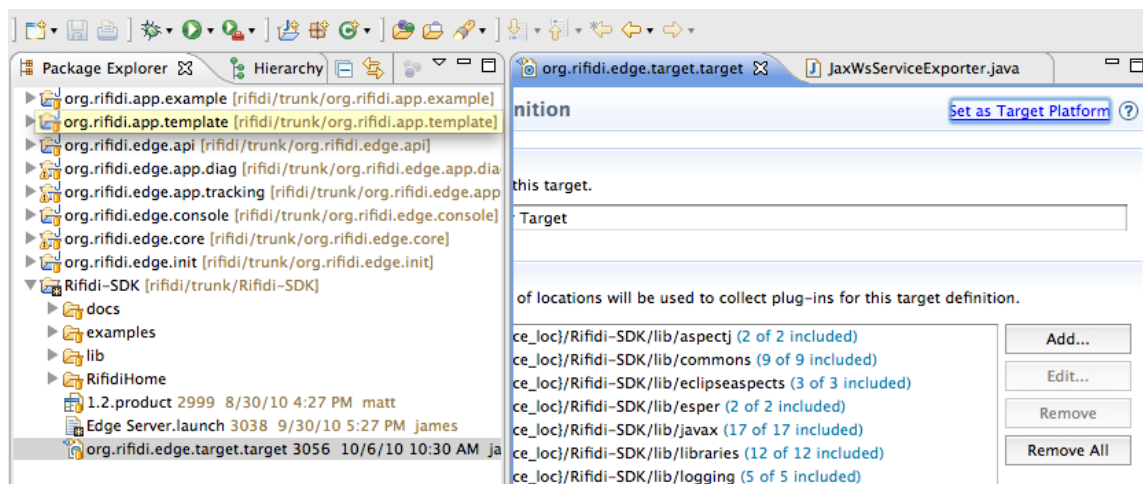 Package Explorer
Hierarchy
org.rifidi.app.example [rifidi/trunk/org.rifidi.app.example]
org.rifidi.app.template [rifidi/trunk/org.rifidi.app.template]
org.rifidi.edge.api [rifidi/trunk/org.rifidi.edge.api]
org.rifidi.edge.app.diag [rifidi/trunk/org.rifidi.edge.app.dia
org.rifidi.edge.app.tracking [rifidi/trunk/org.rifidi.edge.app
org.rifidi.edge.console [rifidi/trunk/org.rifidi.edge.console]
org.rifidi.edge.core [rifidi/trunk/org.rifidi.edge.core]
org.rifidi.edge.init [rifidi/trunk/org.rifidi.edge.init]
Rifidi-SDK [rifidi/trunk/Rifidi-SDK]
docs
examples
lib
RifidiHome
1.2.product 2999 8/30/10 4:27 PM matt
Edge Server.launch 3038 9/30/10 5:27 PM james
org.rifidi.edge.target.target 3056 10/6/10 10:30 AM ja
org.rifidi.edge.target.target
JaxWsServiceExporter.java
nition
Set as Target Platform
this target.
Target
of locations will be used to collect plug-ins for this target definition.
ce_loc}/Rifidi-SDK/lib/aspectj (2 of 2 included)
ce_loc}/Rifidi-SDK/lib/commons (9 of 9 included)
ce_loc}/Rifidi-SDK/lib/eclipseaspects (3 of 3 included)
ce_loc}/Rifidi-SDK/lib/esper (2 of 2 included)
ce_loc}/Rifidi-SDK/lib/javax (17 of 17 included)
ce_loc}/Rifidi-SDK/lib/libraries (12 of 12 included)
ce_loc}/Rifidi-SDK/lib/logging (5 of 5 included)
Add...
Edit...
Remove
Remove All